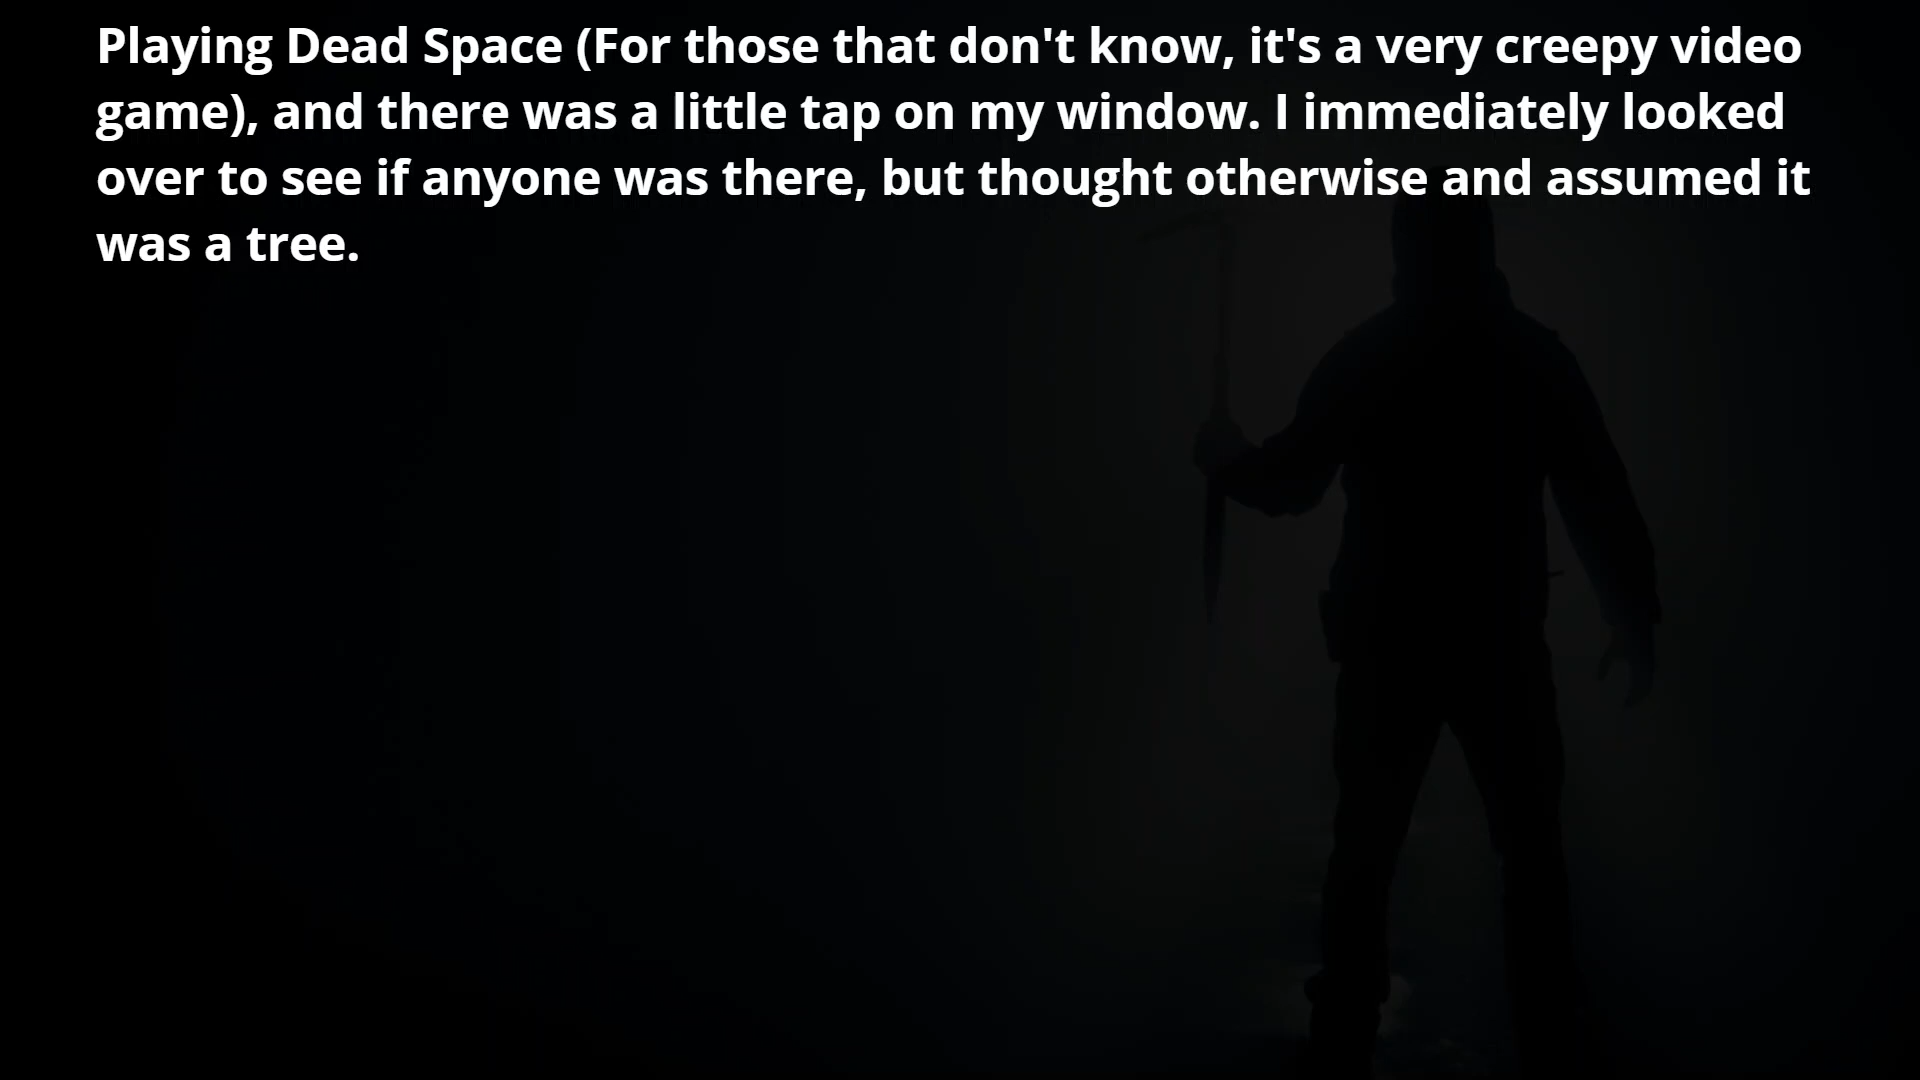 Playing Dead Space (For those that don't know, it's a very creepy video
game), and there was a little tap on my window. I immediately looked
over to see if anyone was there, but thought otherwise and assumed it
was a tree.